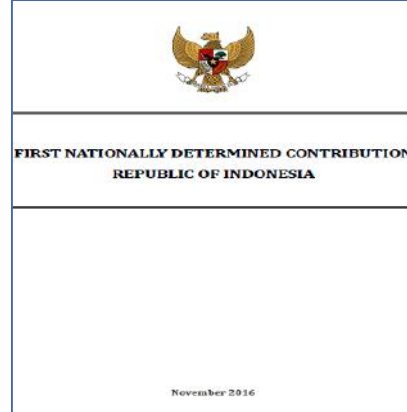 FIRST NATIONALLY DETERMINED CONTRIBUTION
REPUBLIC OF INDONESIA
November 2016